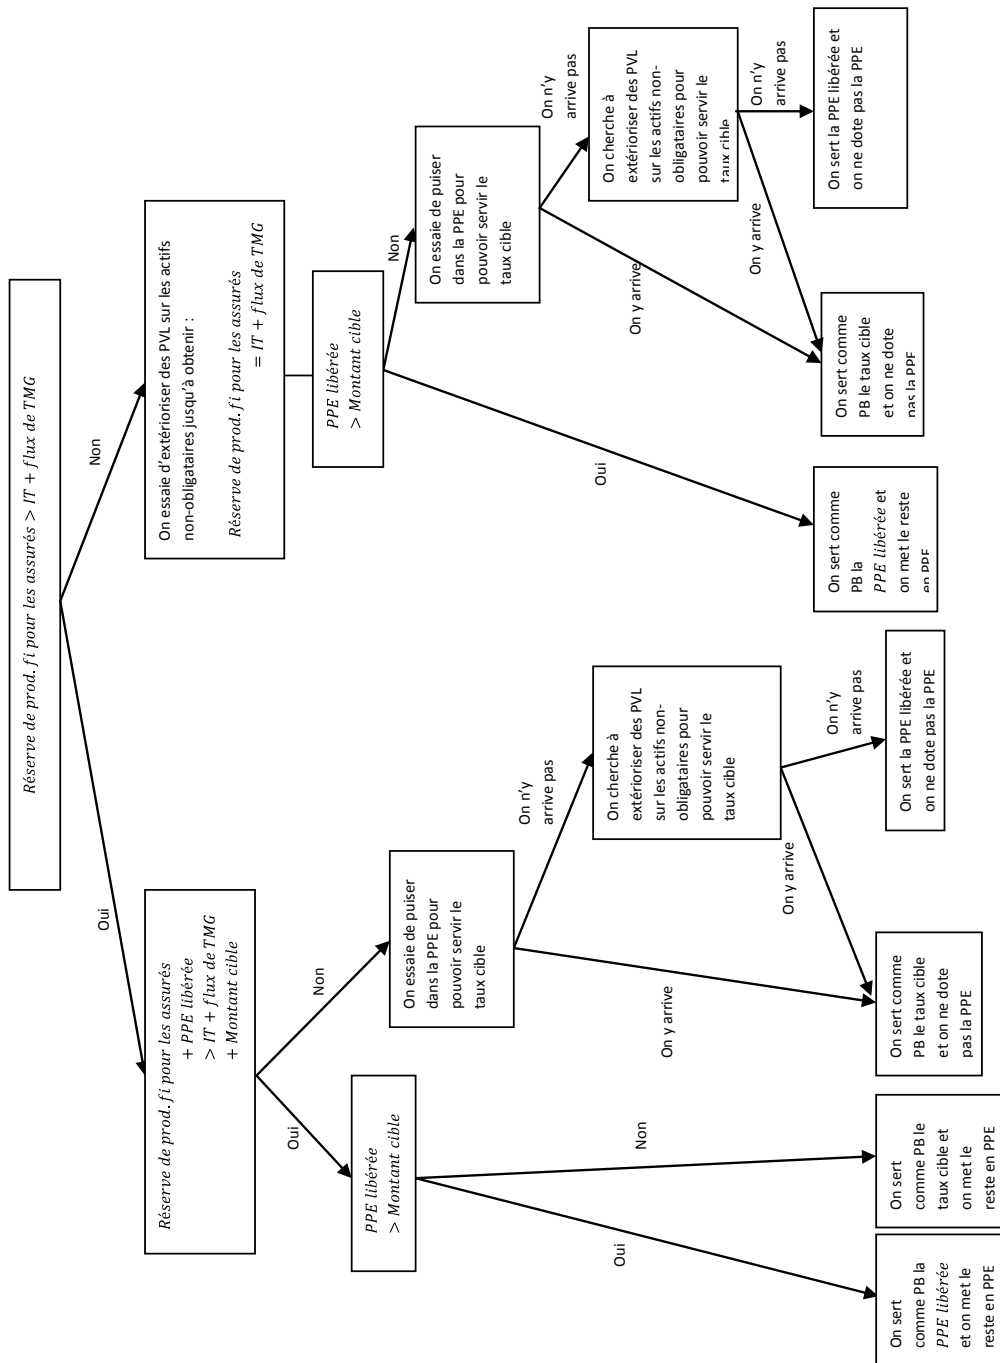 Réserve de prod. fi pour les assurés > IT + flux de TMG
Oui
Non
Réserve de prod. fi pour les assurés
+ PPE libérée
> IT + flux de TMG
+ Montant cible
On essaie d'extérioriser des PVL sur les actifs
non-obligataires jusqu'à obtenir :
Réserve de prod. fi pour les assurés
= IT + flux de TMG
Oui
Non
PPE libérée
> Montant cible
PPE libérée
> Montant cible
Oui
Non
On essaie de puiser
dans la PPE pour
pouvoir servir le
taux cible
On essaie de puiser
dans la PPE pour
pouvoir servir le
taux cible
Oui
Non
On y arrive
On n'y
arrive pas
On y arrive
On n'y
arrive pas
On cherche à
extérioriser des PVL
sur les actifs non-
obligataires pour
pouvoir servir le
taux cible
On cherche à
extérioriser des PVL
sur les actifs non-
obligataires pour
pouvoir servir le
taux cible
On y arrive
On n'y
arrive pas
On y arrive
On n'y
arrive pas
On sert
comme PB la
PPE libérée
et on met le
reste en PPE
On sert
comme PB le
taux cible et
on met le
reste en PPE
On sert comme
PB le taux cible
et on ne dote
pas la PPE
On sert la PPE libérée et
on ne dote pas la PPE
On sert comme
PB la
PPE libérée et
on met le reste
en PPE
On sert comme
PB le taux cible
et on ne dote
pas la PPE
On sert la PPE libérée et
on ne dote pas la PPE